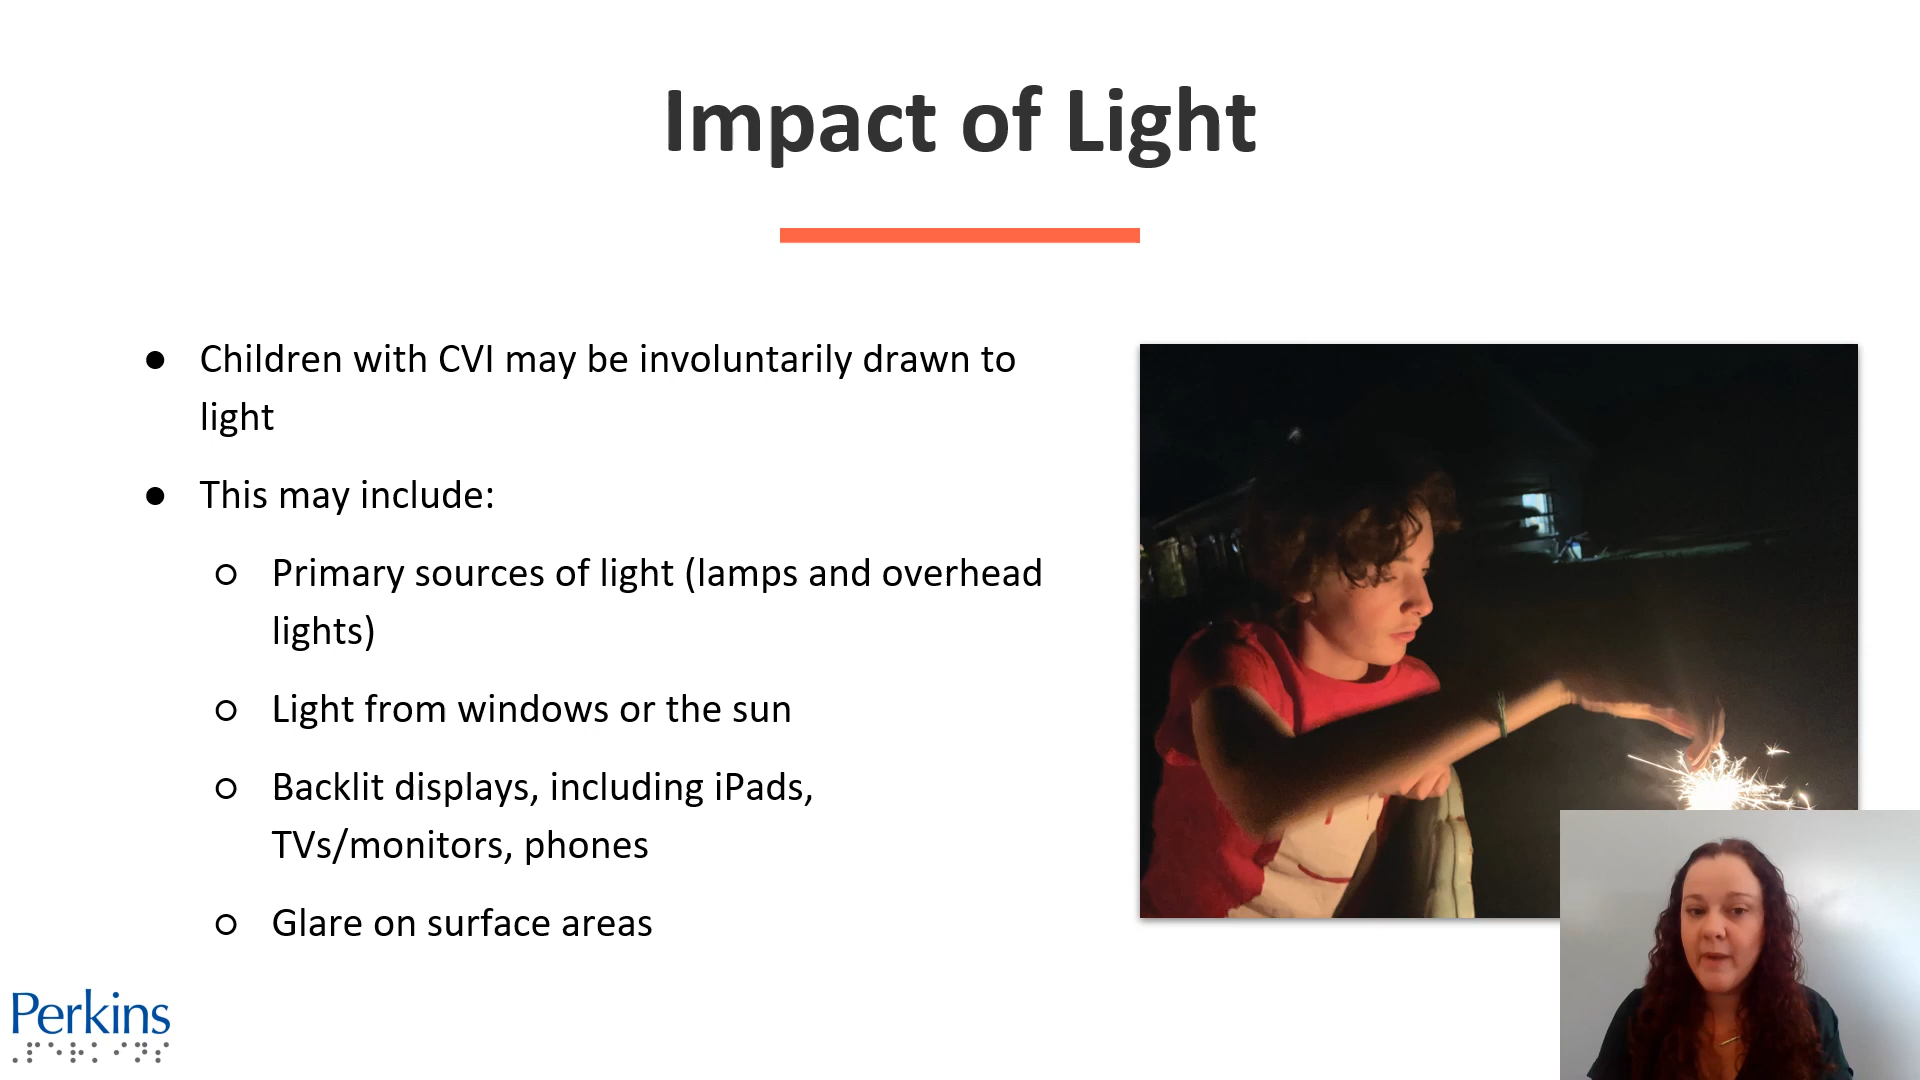 Impact of Light
● Children with CVI may be involuntarily drawn to
light
● This may include:
○ Primary sources of light (lamps and overhead
lights)
○ Light from windows or the sun
○ Backlit displays, including iPads,
TVs/monitors, phones
○ Glare on surface areas
Perkins
⠠⠏⠑⠗⠅⠊⠝⠎